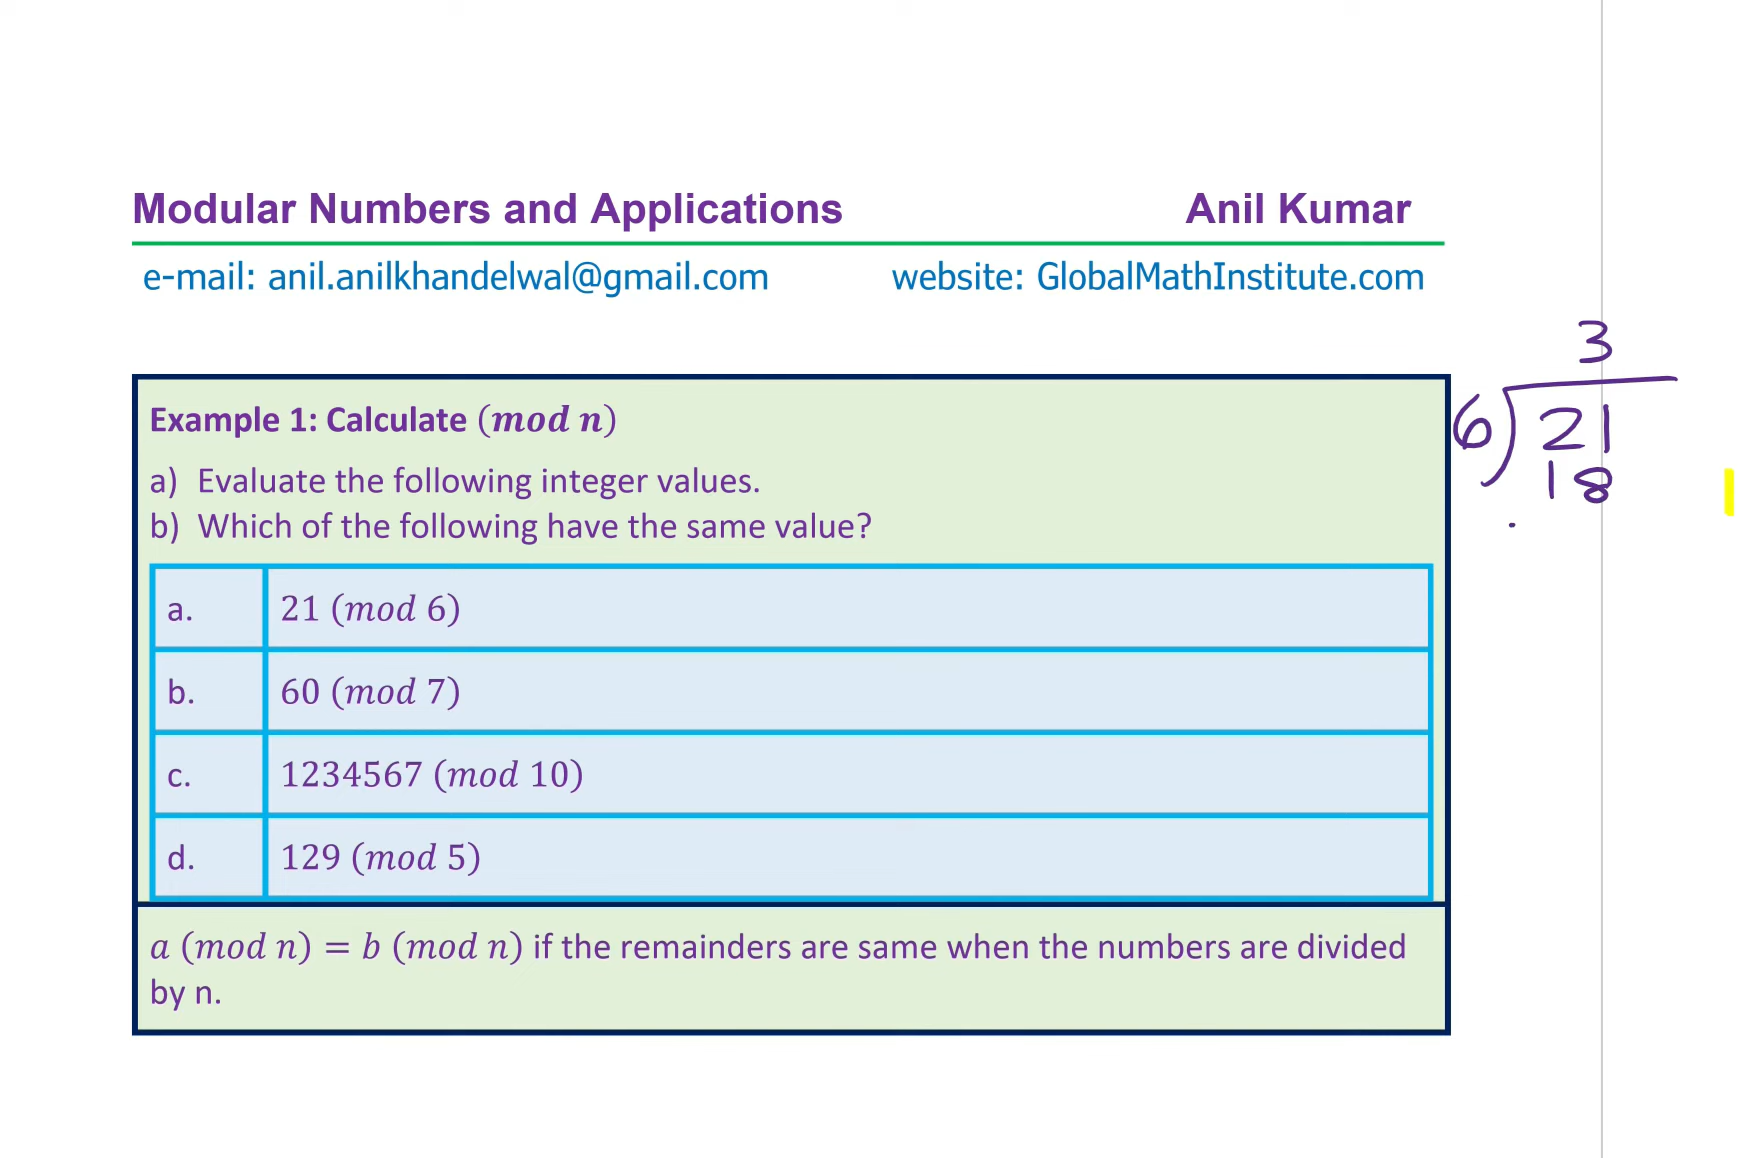 Modular Numbers and Applications Anil Kumar
e-mail: anil.anilkhandelwal@gmail.com website: GlobalMathInstitute.com
Example 1: Calculate (mod n)
a) Evaluate the following integer values.
b) Which of the following have the same value?
a. 21 (mod 6)
b. 60 (mod 7)
c. 1234567 (mod 10)
d. 129 (mod 5)
a (mod n) = b (mod n) if the remainders are same when the numbers are divided
by n.
3
6)21
18